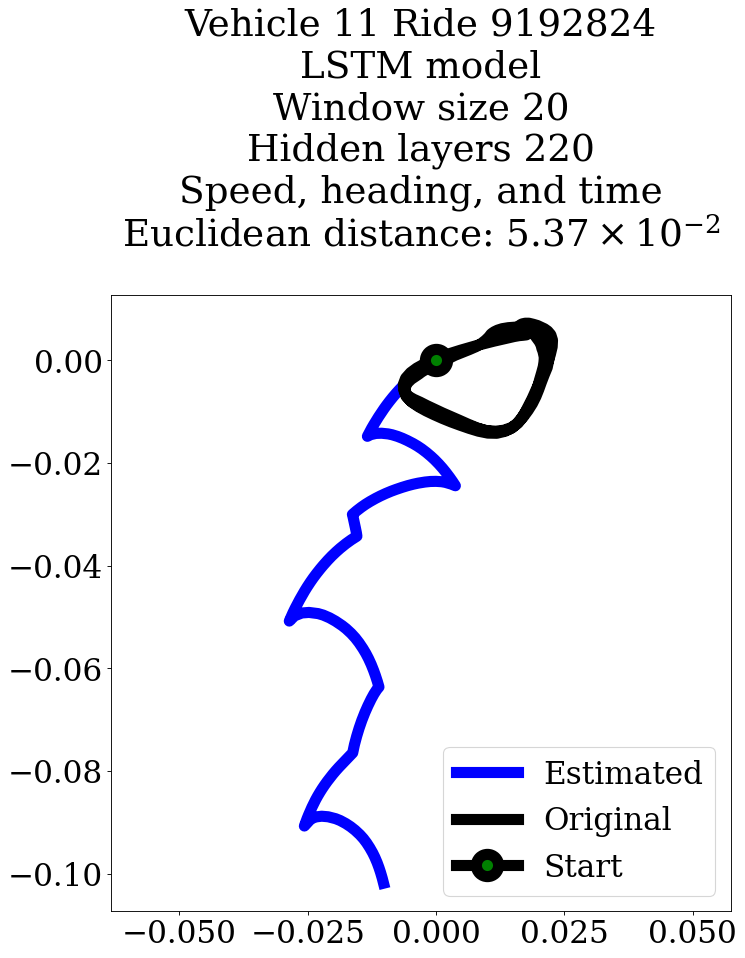 Vehicle 11 Ride 9192824
LSTM model
Window size 20
Hidden layers 220
Speed, heading, and time
Euclidean distance: 5.37 × 10⁻²
0.00
−0.02
−0.04
−0.06
−0.08
−0.10
Estimated
Original
Start
−0.050 −0.025 0.000 0.025 0.050